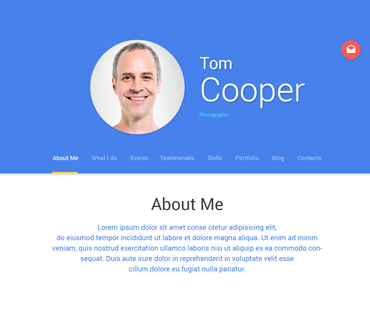 Tom
Cooper
Photographer
About Me What I do Events Testimonials Skills Portfolio Blog Contacts
About Me
Lorem ipsum dolor sit amet conse ctetur adipisicing elit,
do eiusmod tempor incididunt ut labore et dolore magna aliqua. Ut enim ad minim
veniam, quis nostrud exercitation ullamco laboris nisi ut aliquip ex ea commodo con-
sequat. Duis aute irure dolor in reprehenderit in voluptate velit esse
cillum dolore eu fugiat nulla pariatur.